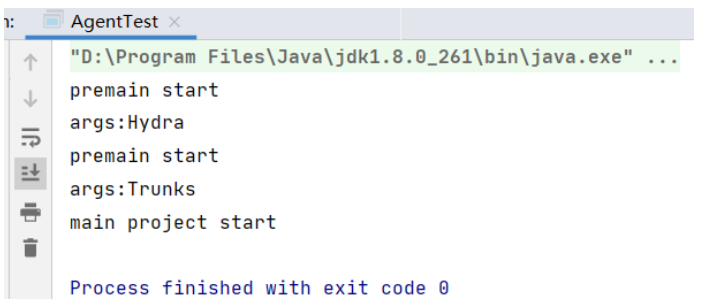 n:
AgentTest ×
"D:\Program Files\Java\jdk1.8.0_261\bin\java.exe" ...
premain start
args:Hydra
premain start
args:Trunks
main project start
Process finished with exit code 0